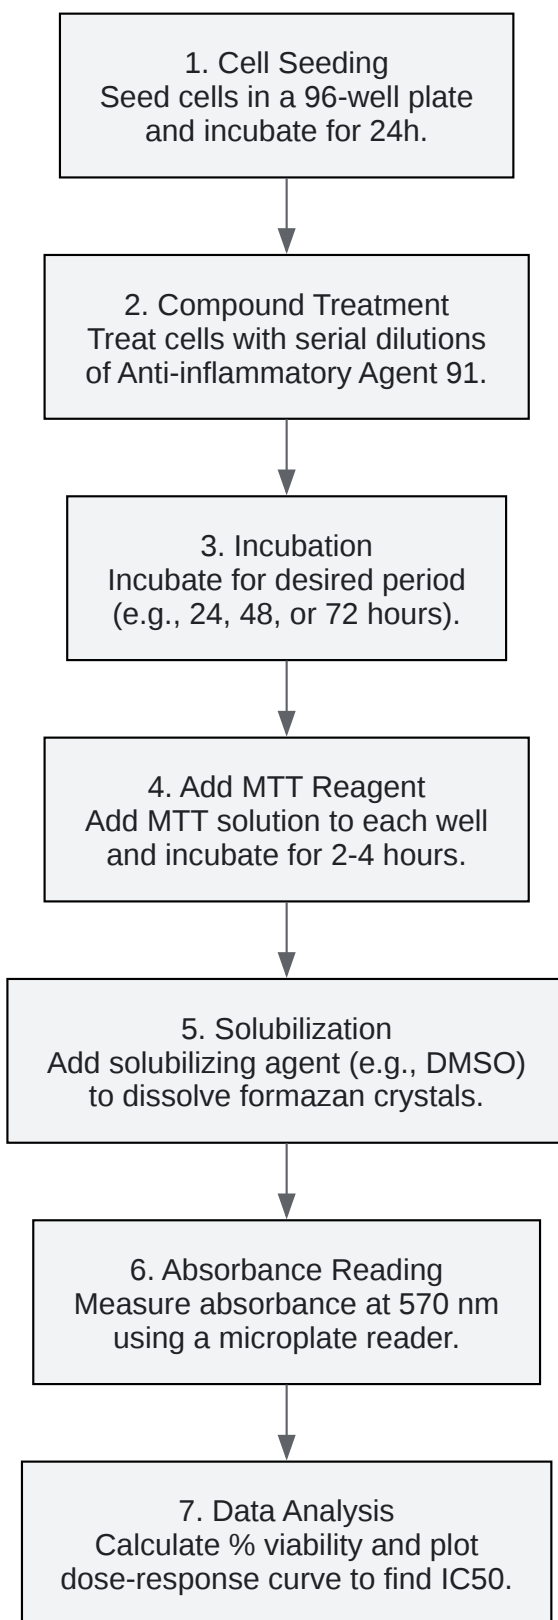 1. Cell Seeding
Seed cells in a 96-well plate
and incubate for 24h.
2. Compound Treatment
Treat cells with serial dilutions
of Anti-inflammatory Agent 91.
3. Incubation
Incubate for desired period
(e.g., 24, 48, or 72 hours).
4. Add MTT Reagent
Add MTT solution to each well
and incubate for 2-4 hours.
5. Solubilization
Add solubilizing agent (e.g., DMSO)
to dissolve formazan crystals.
6. Absorbance Reading
Measure absorbance at 570 nm
using a microplate reader.
7. Data Analysis
Calculate % viability and plot
dose-response curve to find IC50.